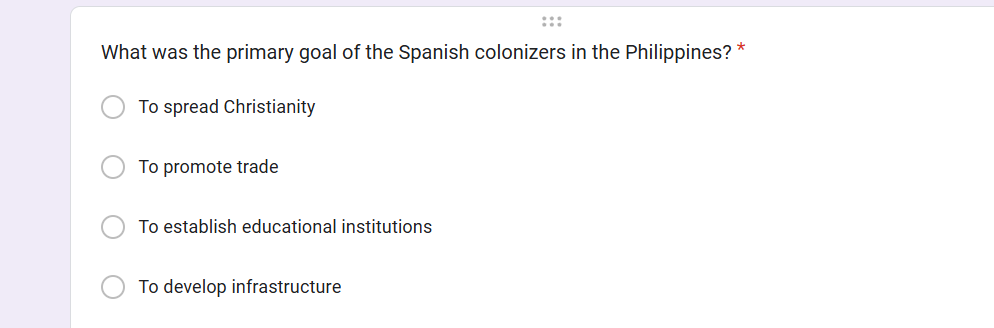 What was the primary goal of the Spanish colonizers in the Philippines? *
To spread Christianity
To promote trade
To establish educational institutions
To develop infrastructure